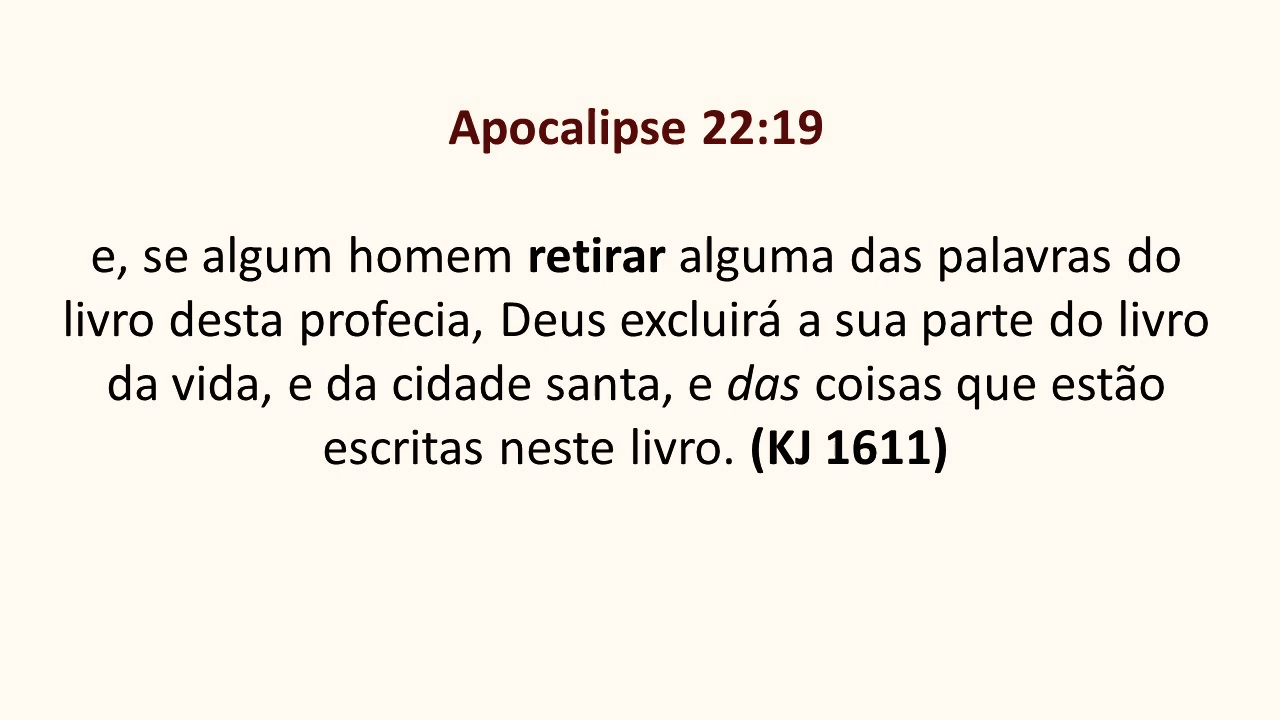 Apocalipse 22:19
e, se algum homem retirar alguma das palavras do
livro desta profecia, Deus excluirá a sua parte do livro
da vida, e da cidade santa, e das coisas que estão
escritas neste livro. (KJ 1611)